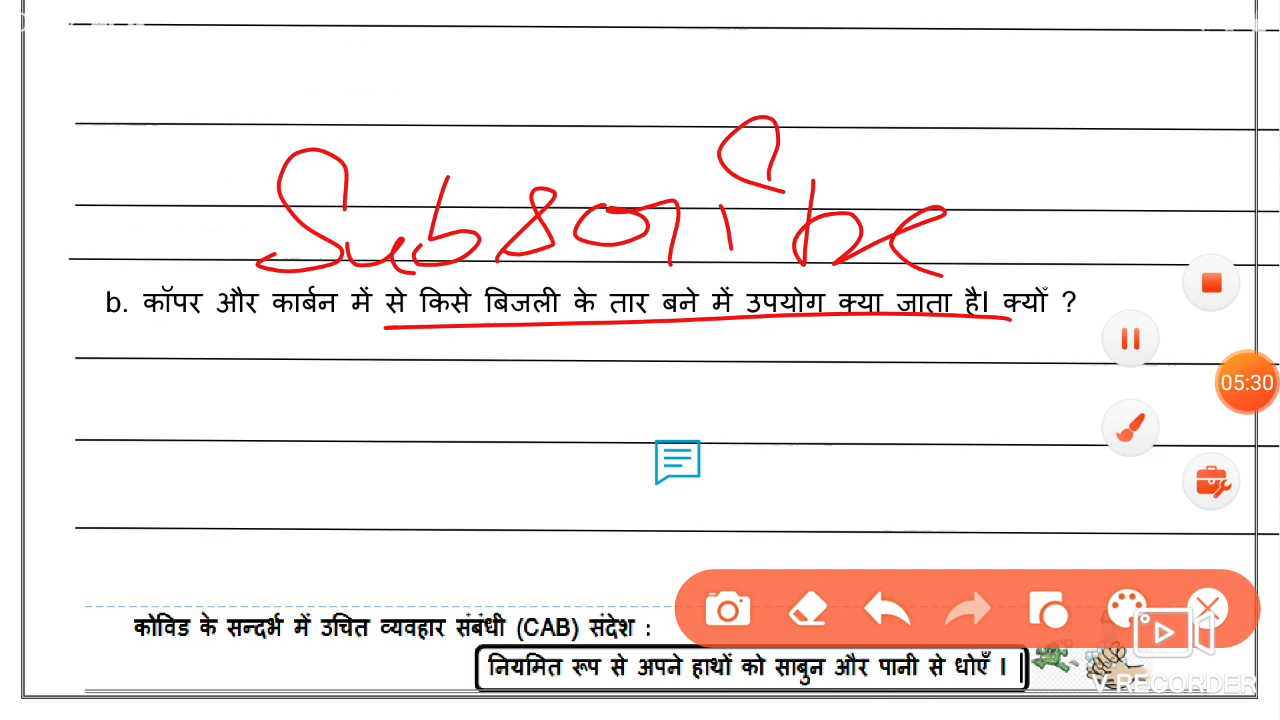 Subscribe
b. कॉपर और कार्बन में से किसे बिजली के तार बने में उपयोग क्या जाता है। क्योँ ?
05:30
कोविड के सन्दर्भ में उचित व्यवहार संबंधी (CAB) संदेश :
नियमित रूप से अपने हाथों को साबुन और पानी से धोएँ ।
V RECORDER